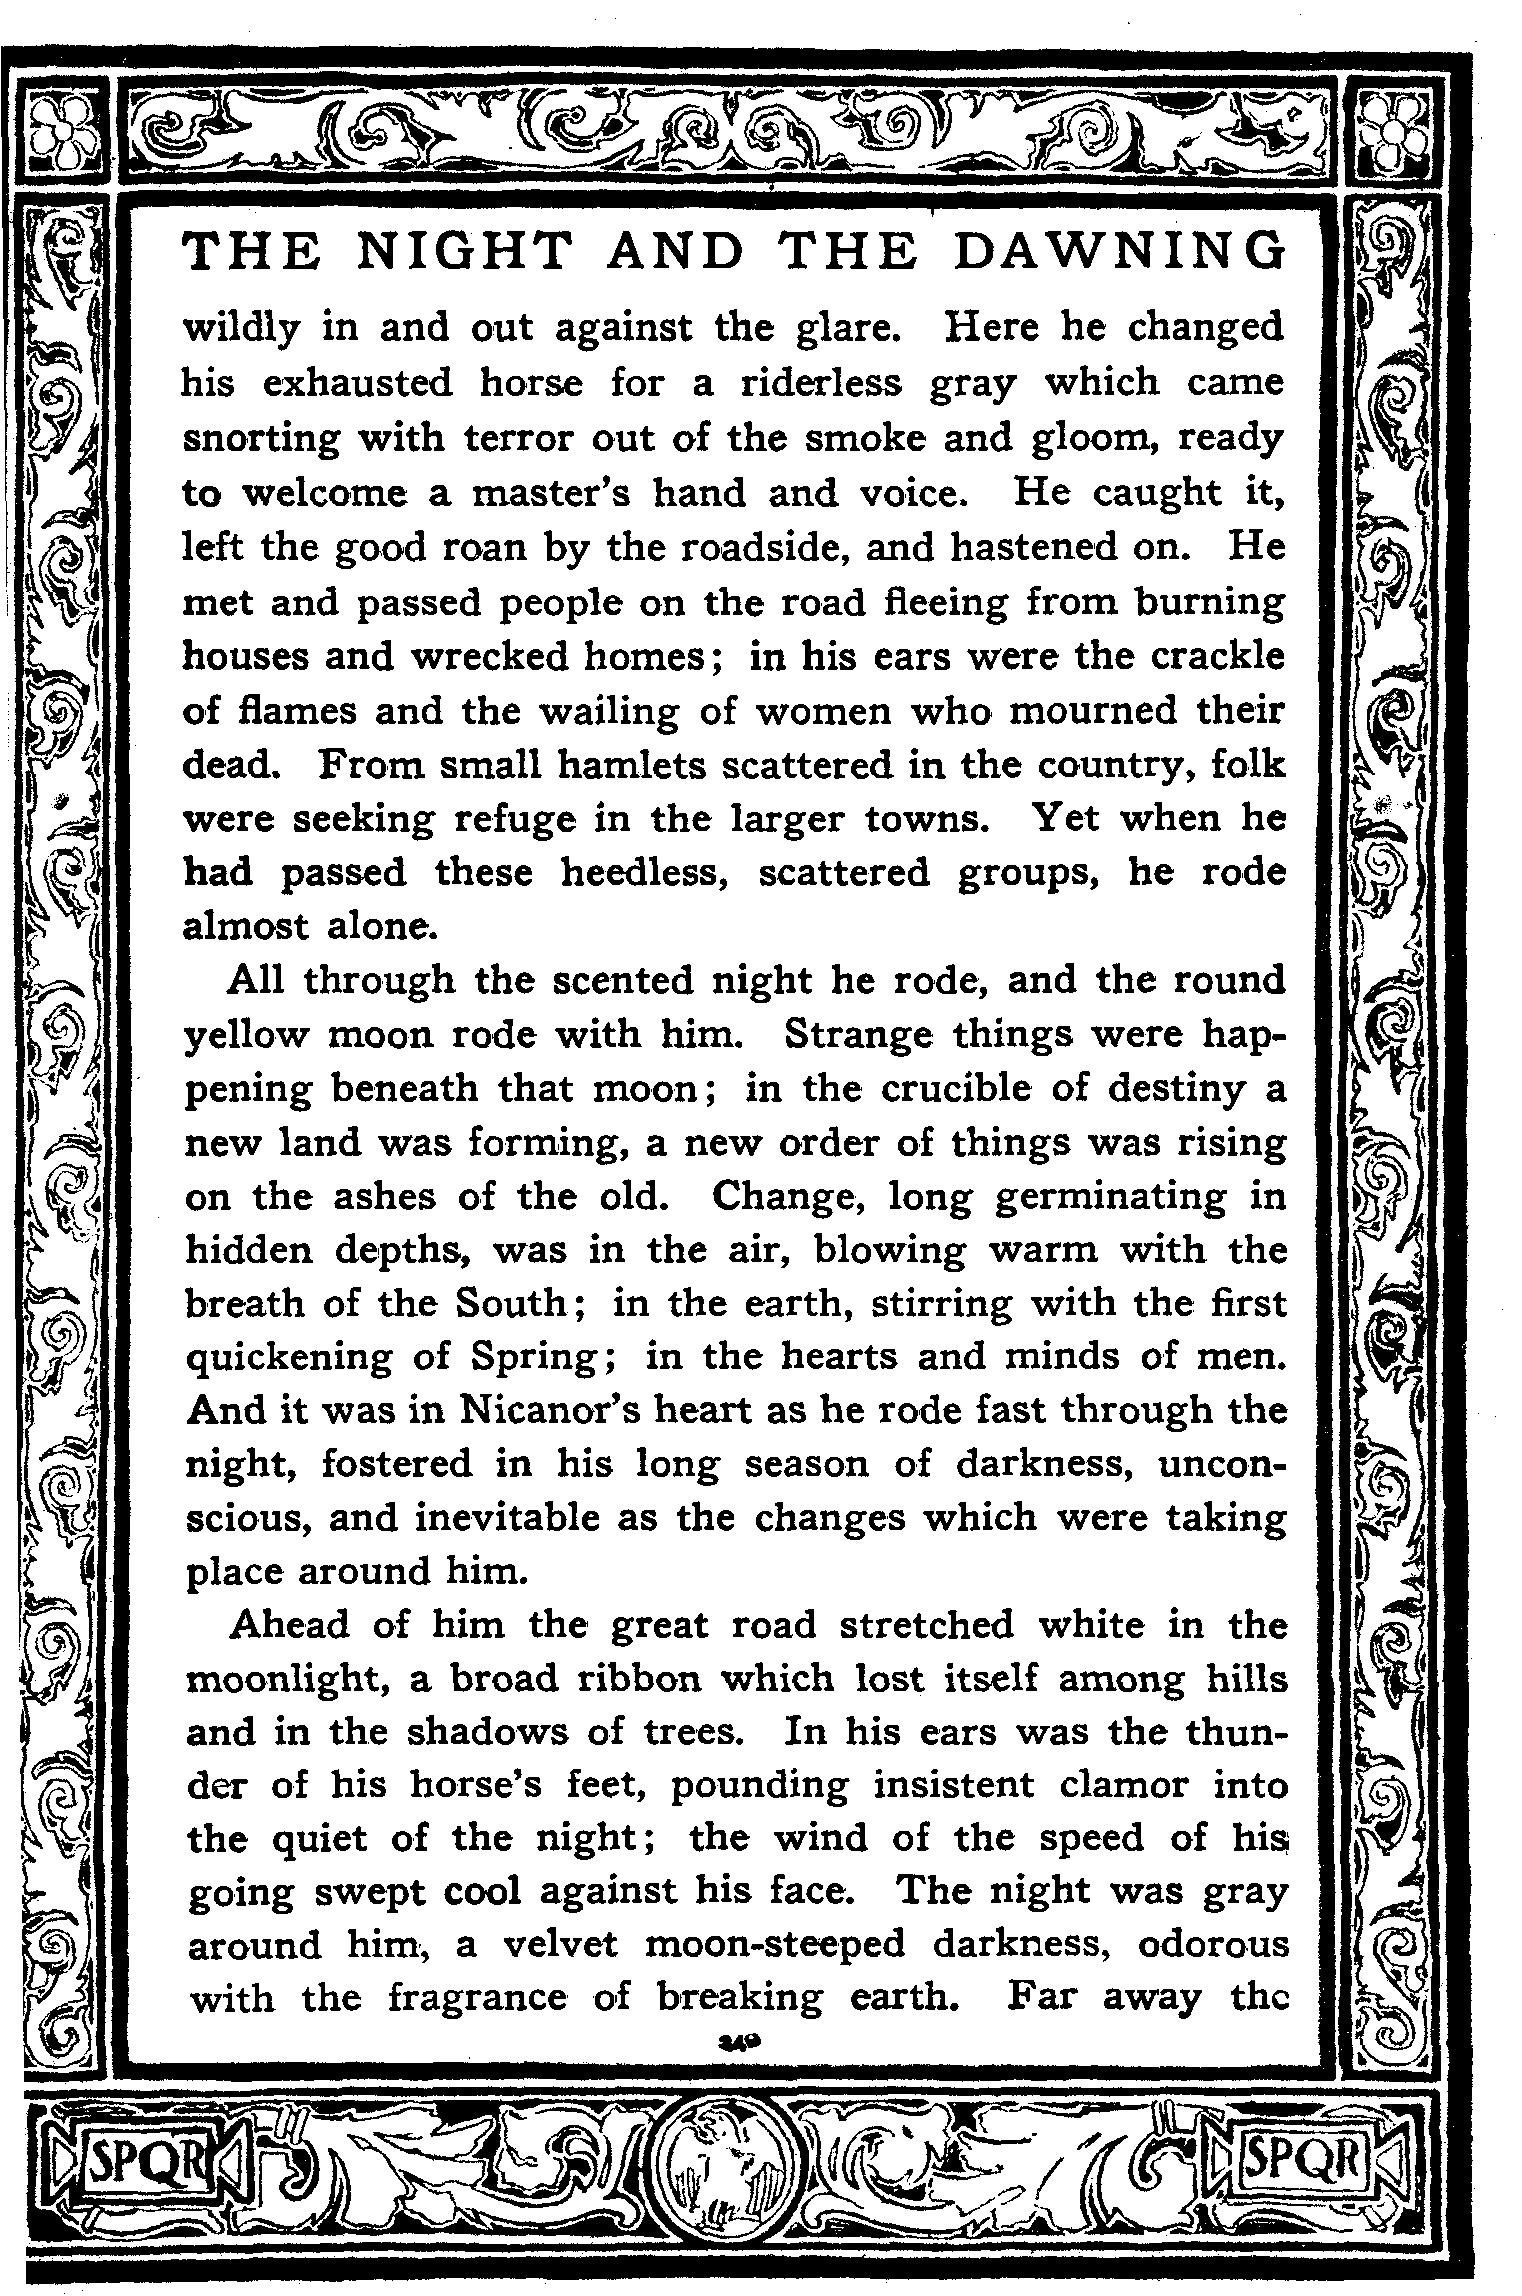 THE NIGHT AND THE DAWNING
wildly in and out against the glare. Here he changed
his exhausted horse for a riderless gray which came
snorting with terror out of the smoke and gloom, ready
to welcome a master's hand and voice. He caught it,
left the good roan by the roadside, and hastened on. He
met and passed people on the road fleeing from burning
houses and wrecked homes; in his ears were the crackle
of flames and the wailing of women who mourned their
dead. From small hamlets scattered in the country, folk
were seeking refuge in the larger towns. Yet when he
had passed these heedless, scattered groups, he rode
almost alone.
All through the scented night he rode, and the round
yellow moon rode with him. Strange things were hap-
pening beneath that moon; in the crucible of destiny a
new land was forming, a new order of things was rising
on the ashes of the old. Change, long germinating in
hidden depths, was in the air, blowing warm with the
breath of the South; in the earth, stirring with the first
quickening of Spring; in the hearts and minds of men.
And it was in Nicanor's heart as he rode fast through the
night, fostered in his long season of darkness, uncon-
scious, and inevitable as the changes which were taking
place around him.
Ahead of him the great road stretched white in the
moonlight, a broad ribbon which lost itself among hills
and in the shadows of trees. In his ears was the thun-
der of his horse's feet, pounding insistent clamor into
the quiet of the night; the wind of the speed of his
going swept cool against his face. The night was gray
around him, a velvet moon-steeped darkness, odorous
with the fragrance of breaking earth. Far away the
349
SPQR SPQR